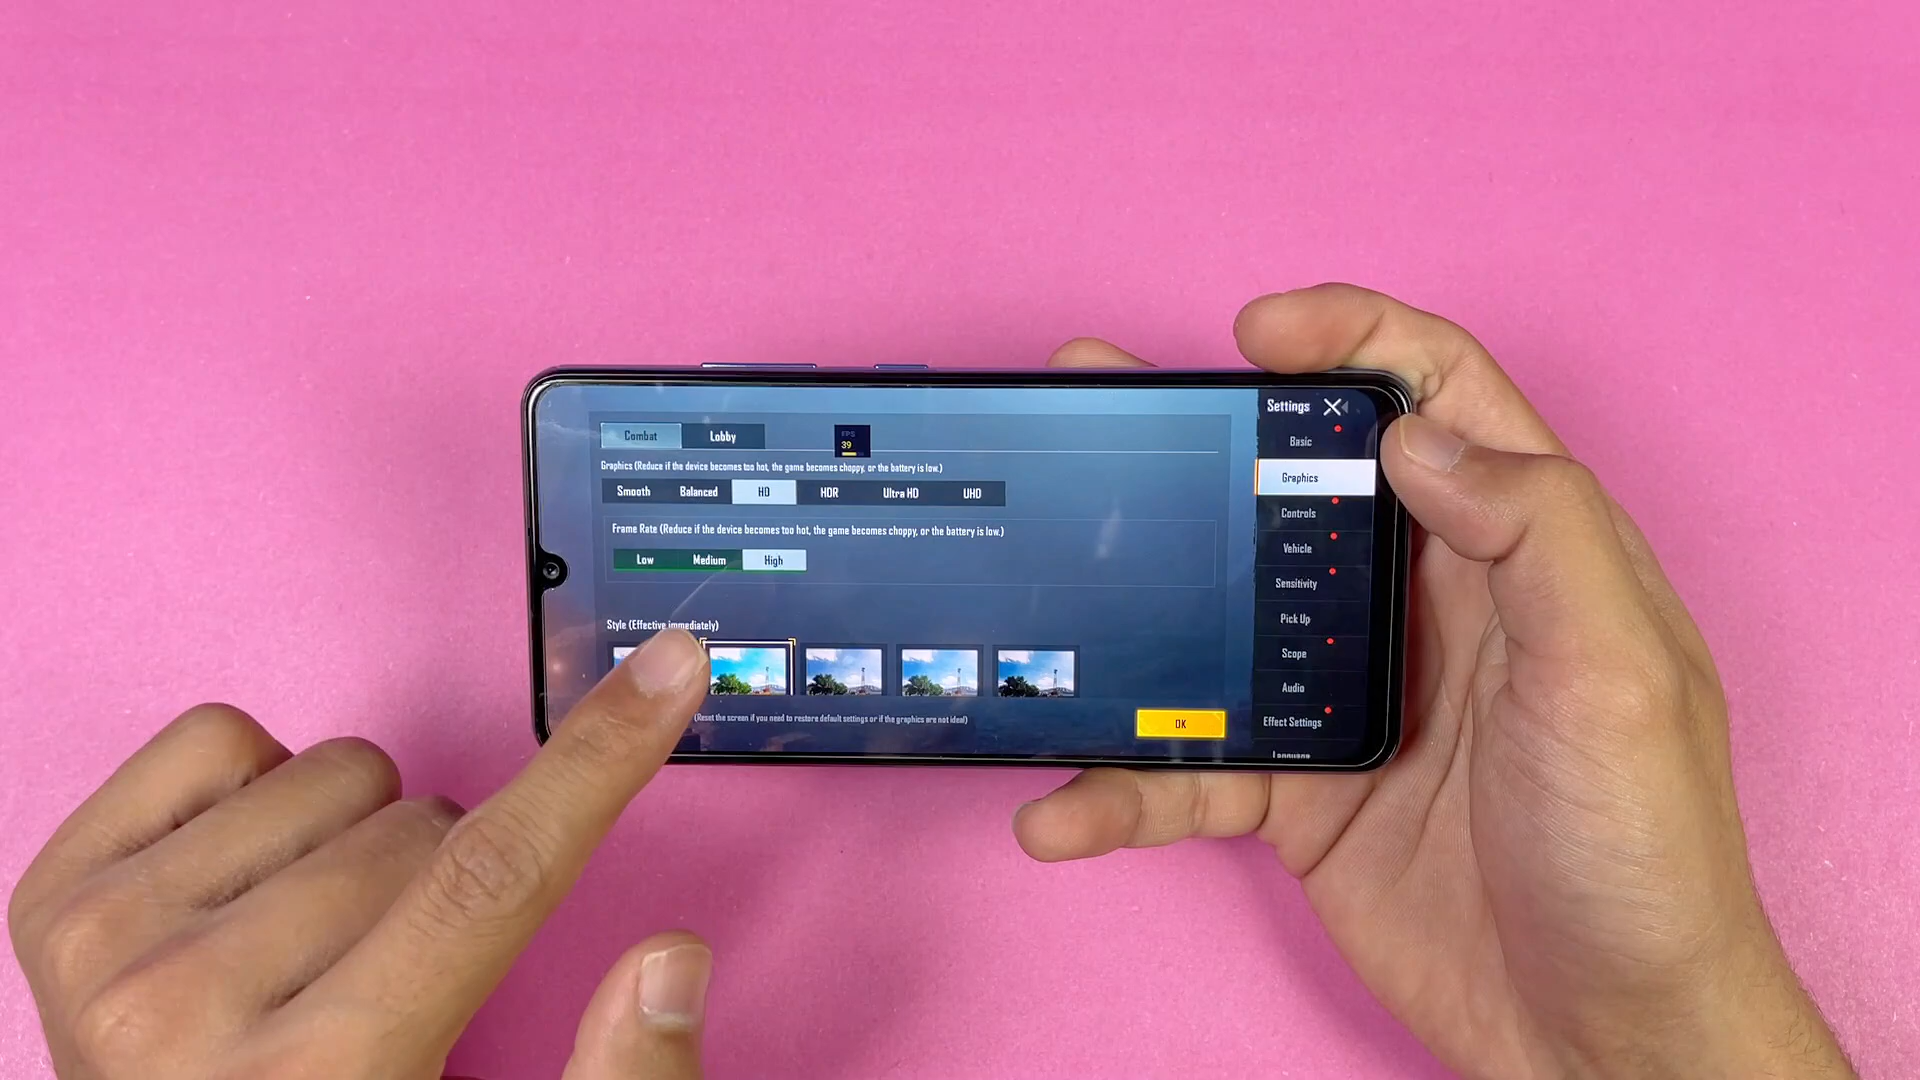 Combat Lobby
FPS
39
Graphics (Reduce if the device becomes too hot, the game becomes choppy, or the battery is low.)
Smooth Balanced HD HDR Ultra HD UHD
Frame Rate (Reduce if the device becomes too hot, the game becomes choppy, or the battery is low.)
Low Medium High
Style (Effective immediately)
(Reset the screen if you need to restore default settings or if the graphics are not ideal)
OK
Settings
Basic
Graphics
Controls
Vehicle
Sensitivity
Pick Up
Scope
Audio
Effect Settings
Language